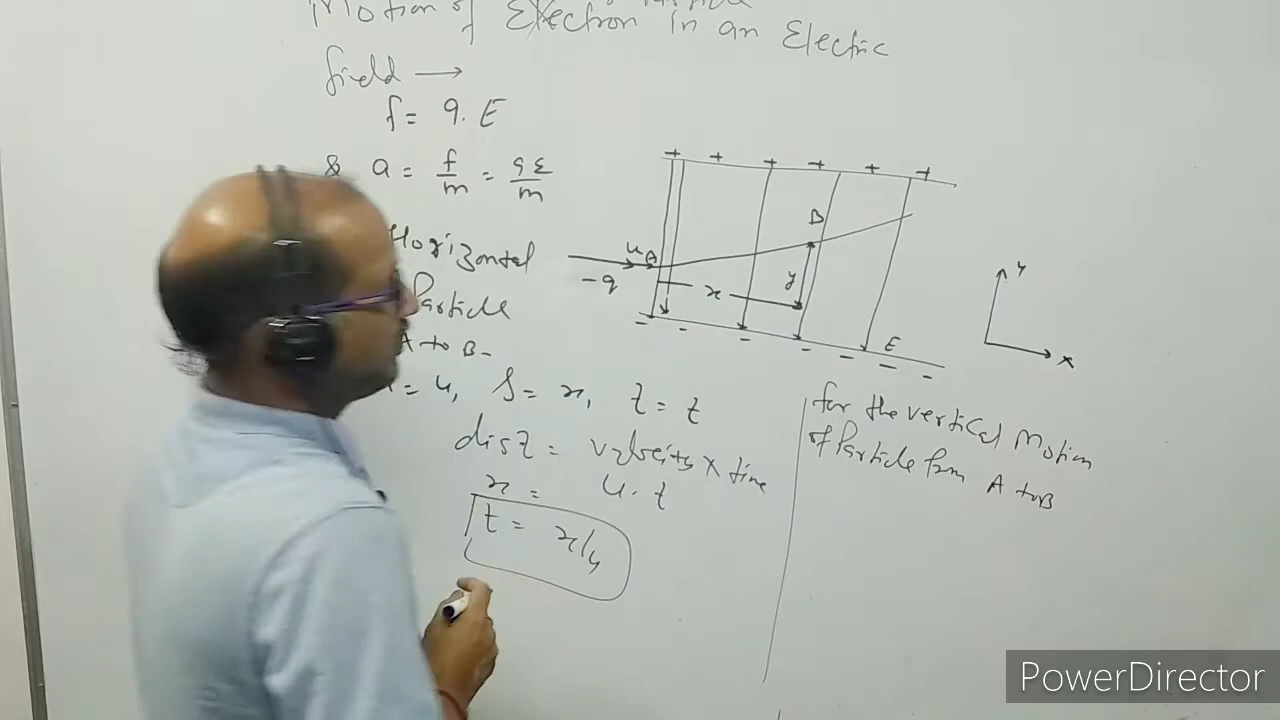 Motion of Electron in an Electric
field →
f = q. E
& a = f/m = qE/m
Horizontal
Particle
A to B-
= u, S = x, t = t
dist = velocity × time
x = u. t
t = x/u
+ + + + + +
u A
-q
x
B
y
- - - - - - -
E
Y
X
for the vertical Motion
of Particle from A to B
PowerDirector